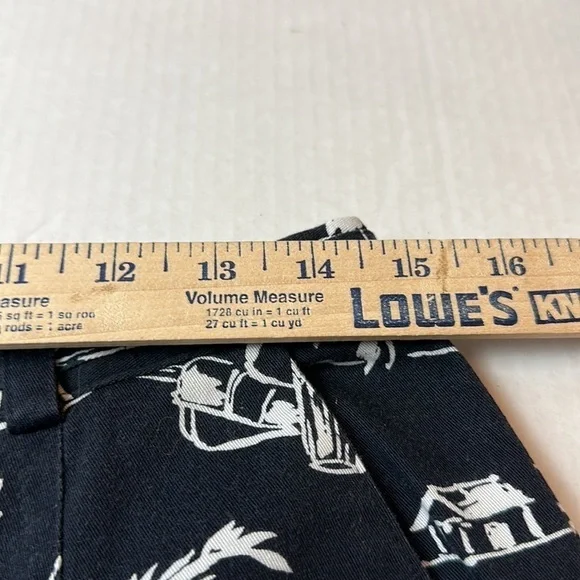 11 12 13 14 15 16
Volume Measure
1728 cu in = 1 cu ft
27 cu ft = 1 cu yd
asure
sq ft = 1 sq rod
rods = 1 acre
LOWE'S KN